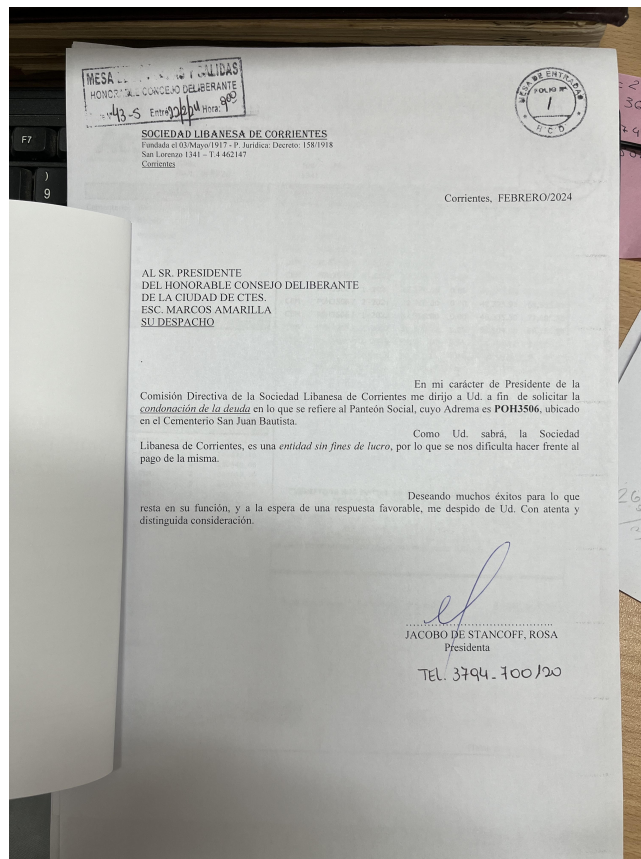 MESA DE ENTRADAS Y SALIDAS
HONORABLE CONCEJO DELIBERANTE
43-S Entró 22/2/24 Hora: 9:00
MESA DE ENTRADAS
FOLIO Nº
1
H.C.D.
F7
)
9
SOCIEDAD LIBANESA DE CORRIENTES
Fundada el 03/Mayo/1917 - P. Jurídica: Decreto: 158/1918
San Lorenzo 1341 – T.4 462147
Corrientes
Corrientes, FEBRERO/2024
AL SR. PRESIDENTE
DEL HONORABLE CONSEJO DELIBERANTE
DE LA CIUDAD DE CTES.
ESC. MARCOS AMARILLA
SU DESPACHO
.
En mi carácter de Presidente de la
Comisión Directiva de la Sociedad Libanesa de Corrientes me dirijo a Ud. a fin de solicitar la
condonación de la deuda en lo que se refiere al Panteón Social, cuyo Adrema es POH3506, ubicado
en el Cementerio San Juan Bautista.
Como Ud. sabrá, la Sociedad
Libanesa de Corrientes, es una entidad sin fines de lucro, por lo que se nos dificulta hacer frente al
pago de la misma.
Deseando muchos éxitos para lo que
resta en su función, y a la espera de una respuesta favorable, me despido de Ud. Con atenta y
distinguida consideración.
JACOBO DE STANCOFF, ROSA
Presidenta
TEL. 3794-700120